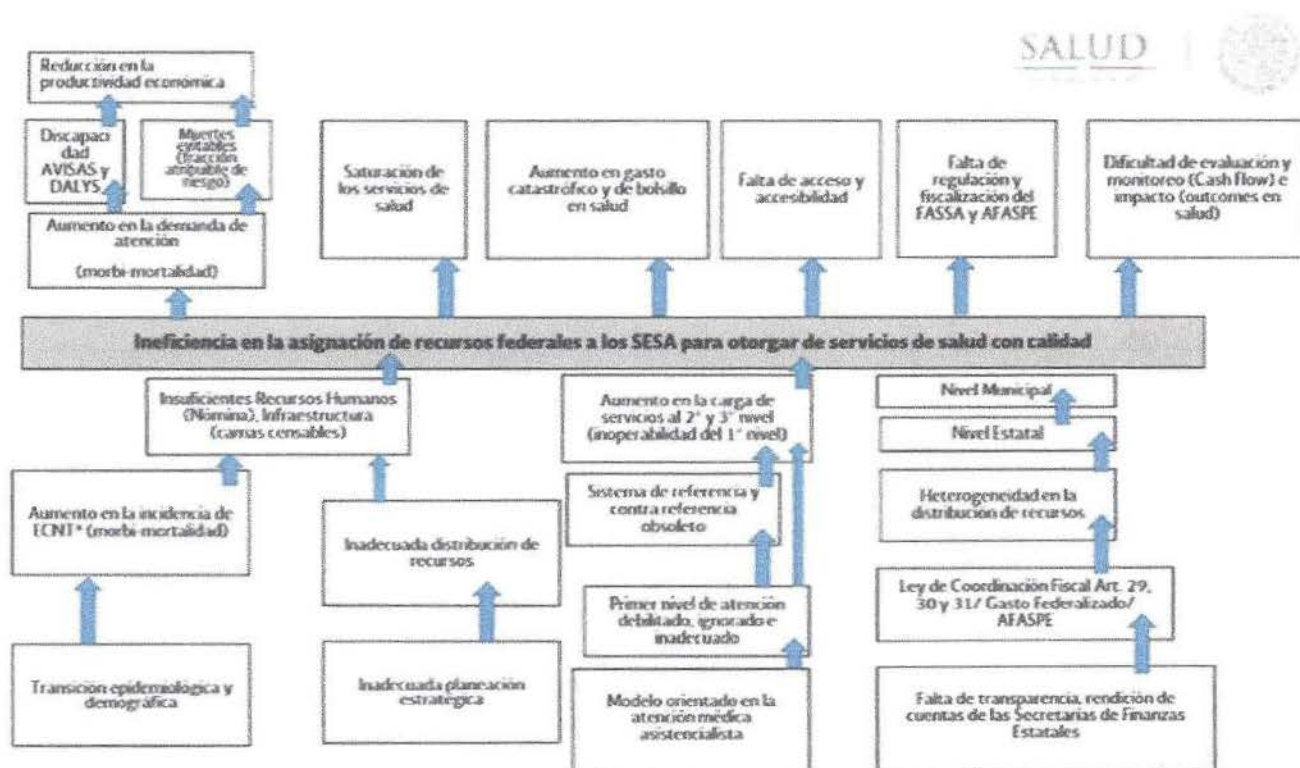 SALUD
Reducción en la
productividad económica
Discapaci
dad
AVISAS y
DALYS
Muertes
evitables
(fracción
atribuible de
riesgo)
Aumento en la demanda de
atención
(morbi-mortalidad)
Saturación de
los servicios de
salud
Aumento en gasto
catastrófico y de bolsillo
en salud
Falta de acceso y
accesibilidad
Falta de
regulación y
fiscalización del
FASSA y AFASPE
Dificultad de evaluación y
monitoreo (Cash flow) e
impacto (outcomes en
salud)
Ineficiencia en la asignación de recursos federales a los SESA para otorgar de servicios de salud con calidad
Insuficientes Recursos Humanos
(Nómina), Infraestructura
(camas censables)
Aumento en la incidencia de
ECNT* (morbi-mortalidad)
Transición epidemiológica y
demográfica
Inadecuada distribución de
recursos
Inadecuada planeación
estratégica
Aumento en la carga de
servicios al 2° y 3° nivel
(inoperabilidad del 1° nivel)
Sistema de referencia y
contra referencia
obsoleto
Primer nivel de atención
debilitado, ignorado e
inadecuado
Modelo orientado en la
atención médica
asistencialista
Nivel Municipal
Nivel Estatal
Heterogeneidad en la
distribución de recursos
Ley de Coordinación Fiscal Art. 29,
30 y 31/ Gasto Federalizado/
AFASPE
Falta de transparencia, rendición de
cuentas de las Secretarías de Finanzas
Estatales